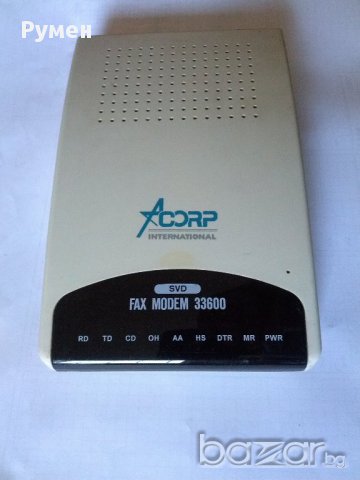 Румен
ACORP
INTERNATIONAL
SVD
FAX MODEM 33600
RD TD CD OH AA HS DTR MR PWR
bazar.bg